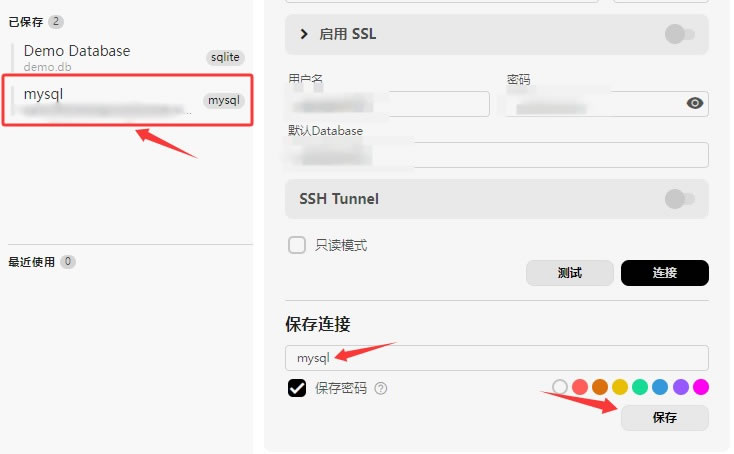 已保存 2
Demo Database
demo.db
sqlite
mysql
mysql
最近使用 0
启用 SSL
用户名
密码
默认Database
SSH Tunnel
只读模式
测试
连接
保存连接
mysql
保存密码 ?
保存